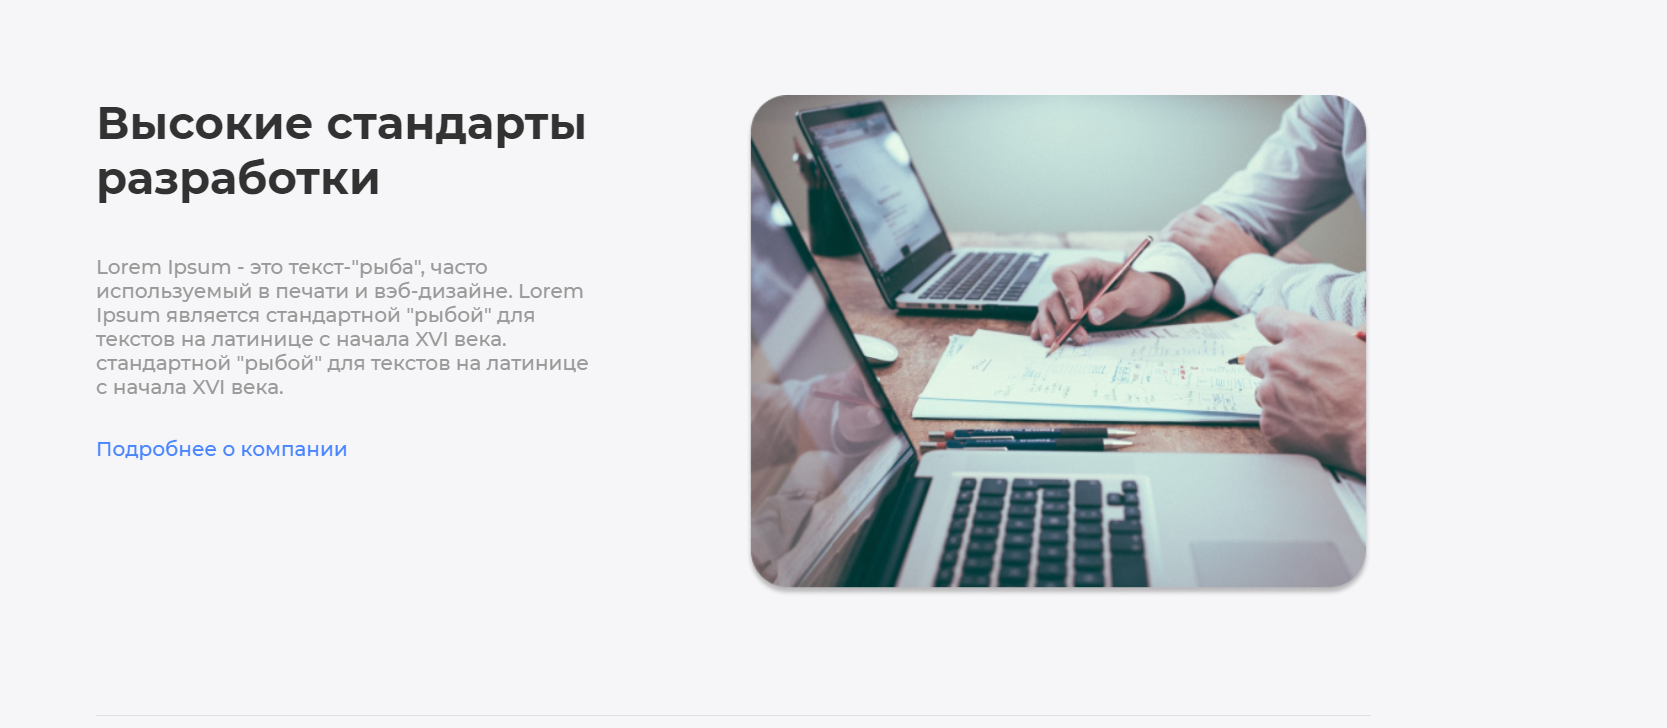 Высокие стандарты
разработки
Lorem Ipsum - это текст-"рыба", часто
используемый в печати и вэб-дизайне. Lorem
Ipsum является стандартной "рыбой" для
текстов на латинице с начала XVI века.
стандартной "рыбой" для текстов на латинице
с начала XVI века.
Подробнее о компании